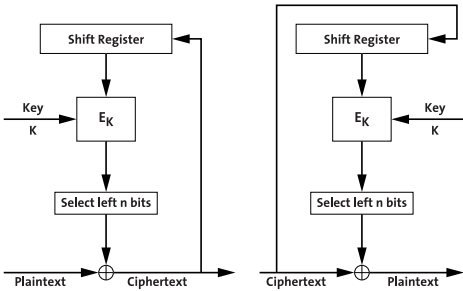 Shift Register
Key
K
E_K
Select left n bits
Plaintext
Ciphertext
Shift Register
E_K
Key
K
Select left n bits
Ciphertext
Plaintext